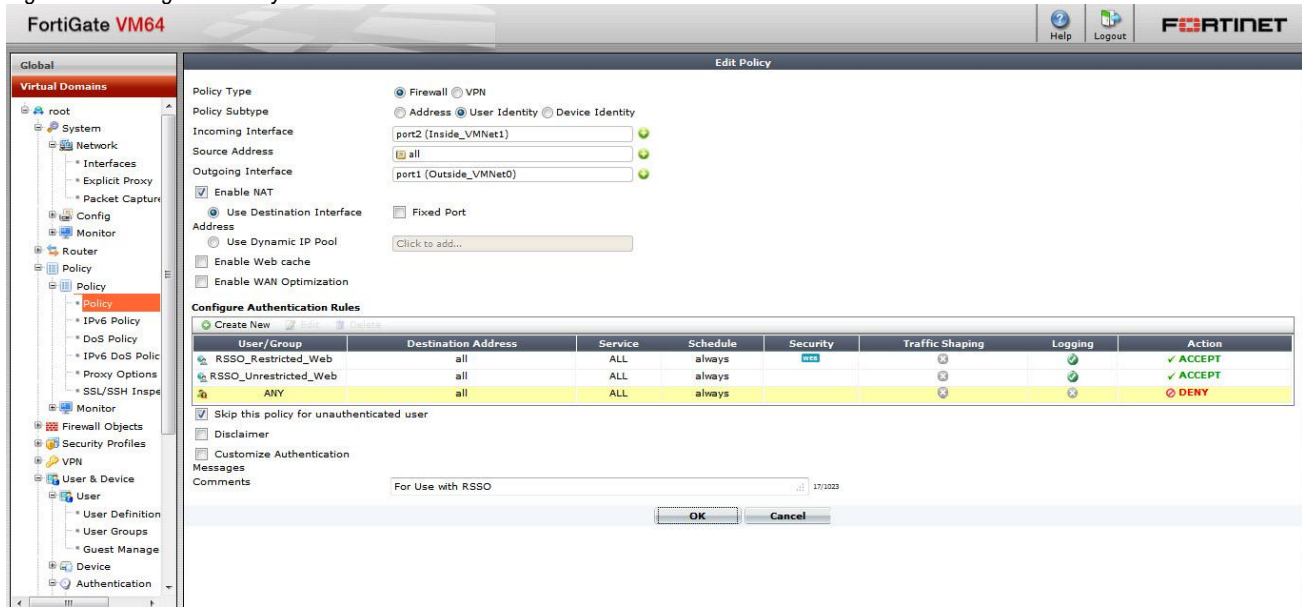 FortiGate VM64
Help
Logout
FORTINET
Global
Virtual Domains
root
System
Network
Interfaces
Explicit Proxy
Packet Capture
Config
Monitor
Router
Policy
Policy
Policy
IPv6 Policy
DoS Policy
IPv6 DoS Polic
Proxy Options
SSL/SSH Inspe
Monitor
Firewall Objects
Security Profiles
VPN
User & Device
User
User Definition
User Groups
Guest Manage
Device
Authentication
Edit Policy
Policy Type Firewall VPN
Policy Subtype Address User Identity Device Identity
Incoming Interface port2 (Inside_VMNet1)
Source Address all
Outgoing Interface port1 (Outside_VMNet0)
Enable NAT
Use Destination Interface Fixed Port
Address
Use Dynamic IP Pool Click to add...
Enable Web cache
Enable WAN Optimization
Configure Authentication Rules
Create New Edit Delete
User/Group Destination Address Service Schedule Security Traffic Shaping Logging Action
RSSO_Restricted_Web all ALL always WEB ACCEPT
RSSO_Unrestricted_Web all ALL always ACCEPT
ANY all ALL always DENY
Skip this policy for unauthenticated user
Disclaimer
Customize Authentication
Messages
Comments For Use with RSSO 17/1023
OK Cancel